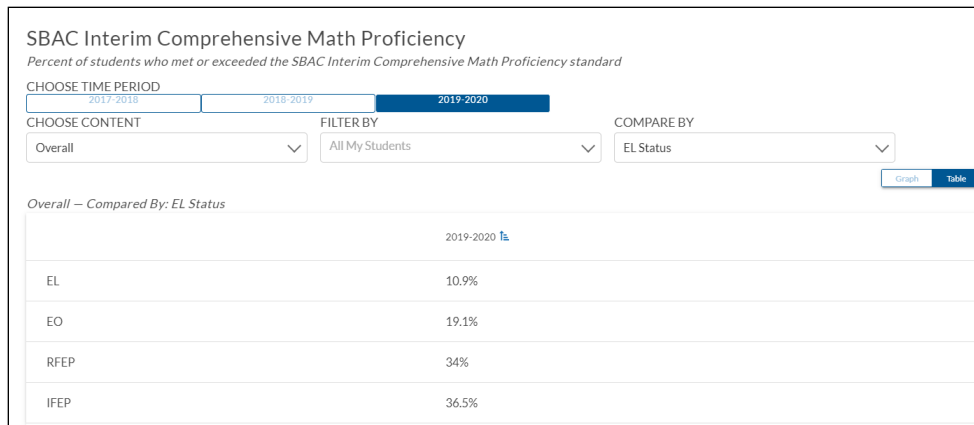 SBAC Interim Comprehensive Math Proficiency
Percent of students who met or exceeded the SBAC Interim Comprehensive Math Proficiency standard
CHOOSE TIME PERIOD
2017-2018 2018-2019 2019-2020
CHOOSE CONTENT FILTER BY COMPARE BY
Overall All My Students EL Status
Graph Table
Overall — Compared By: EL Status
2019-2020
EL 10.9%
EO 19.1%
RFEP 34%
IFEP 36.5%